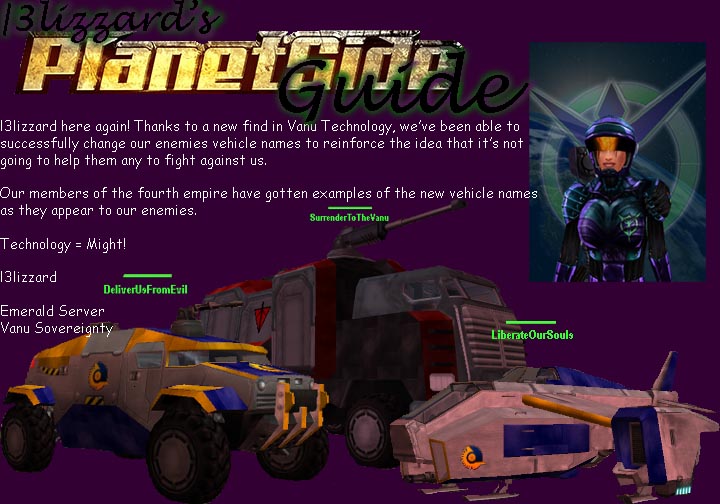 |3lizzard's
PlanetSide
Guide
l3lizzard here again! Thanks to a new find in Vanu Technology, we've been able to
successfully change our enemies vehicle names to reinforce the idea that it's not
going to help them any to fight against us.
Our members of the fourth empire have gotten examples of the new vehicle names
as they appear to our enemies.
SurrenderToTheVanu
Technology = Might!
l3lizzard
DeliverUsFromEvil
Emerald Server
Vanu Sovereignty
LiberateOurSouls